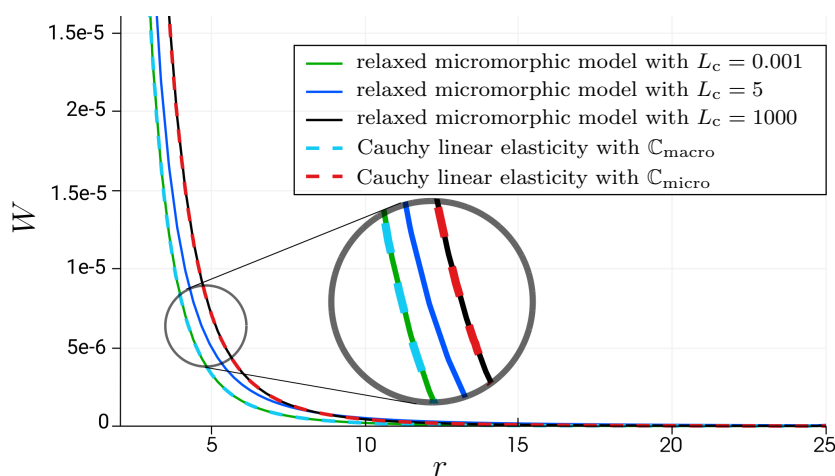 1.5e-5
2e-5
1.5e-5
1e-5
5e-6
0
W
relaxed micromorphic model with L_c = 0.001
relaxed micromorphic model with L_c = 5
relaxed micromorphic model with L_c = 1000
Cauchy linear elasticity with ℂ_macro
Cauchy linear elasticity with ℂ_micro
5 10 15 20 25
r